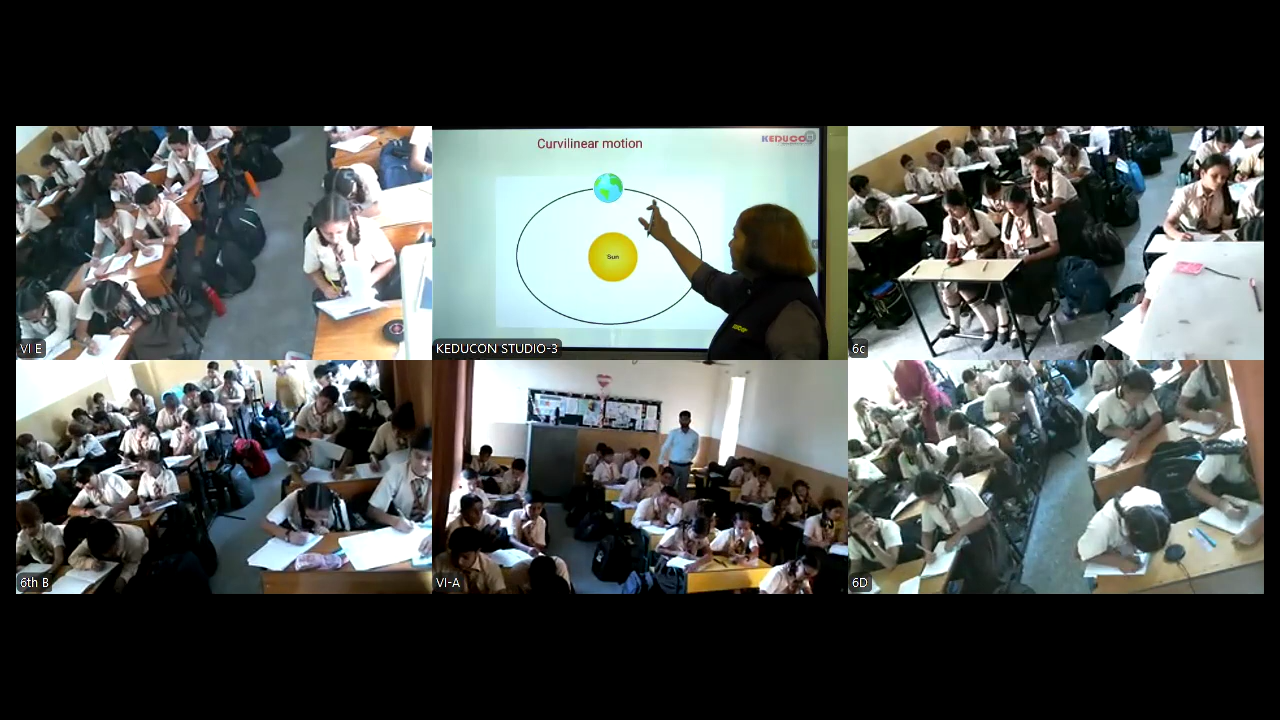 Curvilinear motion
KEDUCON
Sun
VI E
KEDUCON STUDIO-3
6c
6th B
VI-A
6D